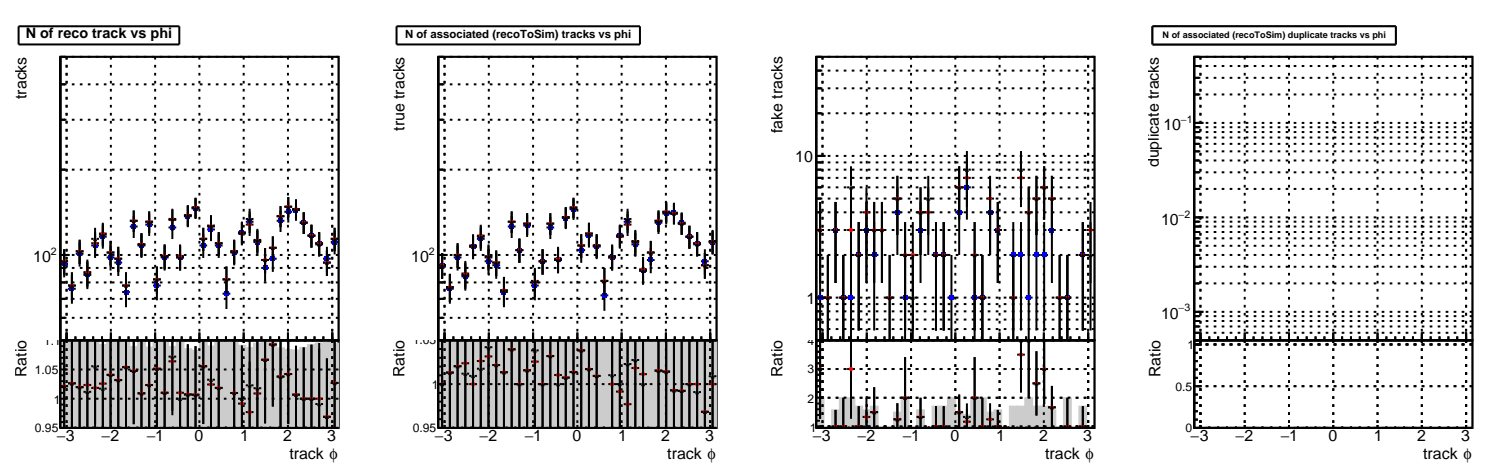 N of reco track vs phi
tracks
10²
Ratio
1.05
1
0.95
−3 −2 −1 0 1 2 3
track ϕ
N of associated (recoToSim) tracks vs phi
true tracks
10²
Ratio
1.05
1
0.95
−3 −2 −1 0 1 2 3
track ϕ
fake tracks
10
1
Ratio
4
3
2
1
−3 −2 −1 0 1 2 3
track ϕ
N of associated (recoToSim) duplicate tracks vs phi
duplicate tracks
10⁻¹
10⁻²
10⁻³
Ratio
1
0.5
0
−3 −2 −1 0 1 2 3
track ϕ